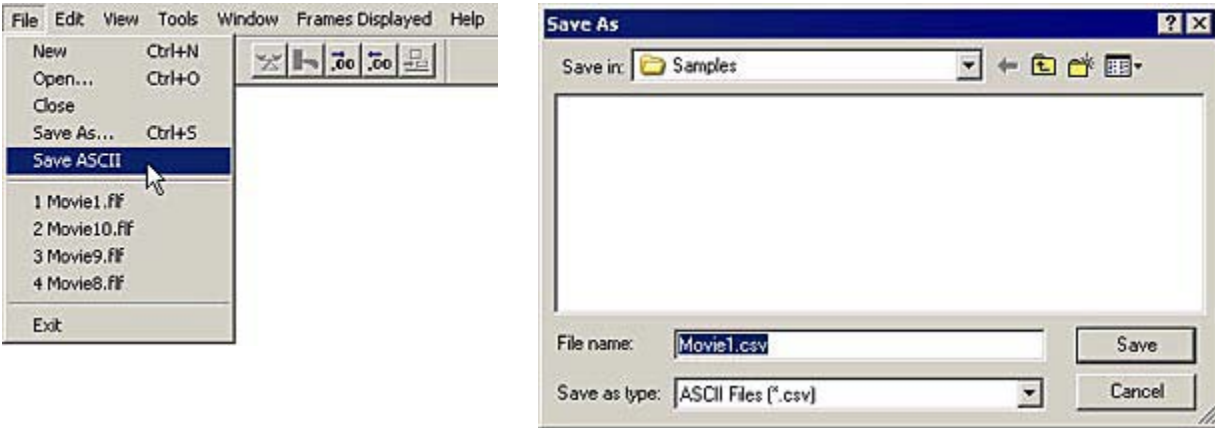 File Edit View Tools Window Frames Displayed Help
New Ctrl+N
Open... Ctrl+O
Close
Save As... Ctrl+S
Save ASCII
1 Movie1.flf
2 Movie10.flf
3 Movie9.flf
4 Movie8.flf
Exit
.00 .00
Save As
Save in: Samples
File name: Movie1.csv Save
Save as type: ASCII Files (*.csv) Cancel